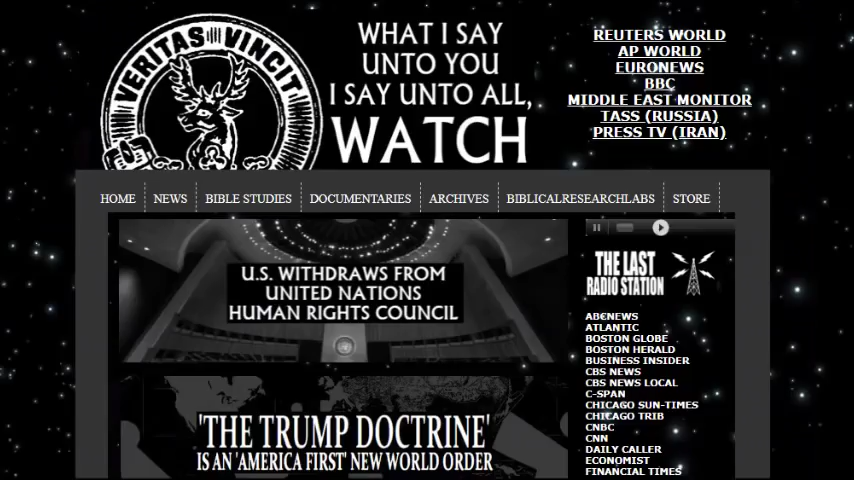 VERITAS VINCIT
WHAT I SAY
UNTO YOU
I SAY UNTO ALL,
WATCH
REUTERS WORLD
AP WORLD
EURONEWS
BBC
MIDDLE EAST MONITOR
TASS (RUSSIA)
PRESS TV (IRAN)
HOME
NEWS
BIBLE STUDIES
DOCUMENTARIES
ARCHIVES
BIBLICALRESEARCHLABS
STORE
U.S. WITHDRAWS FROM
UNITED NATIONS
HUMAN RIGHTS COUNCIL
'THE TRUMP DOCTRINE'
IS AN 'AMERICA FIRST' NEW WORLD ORDER
THE LAST
RADIO STATION
ABCNEWS
ATLANTIC
BOSTON GLOBE
BOSTON HERALD
BUSINESS INSIDER
CBS NEWS
CBS NEWS LOCAL
C-SPAN
CHICAGO SUN-TIMES
CHICAGO TRIB
CNBC
CNN
DAILY CALLER
ECONOMIST
FINANCIAL TIMES